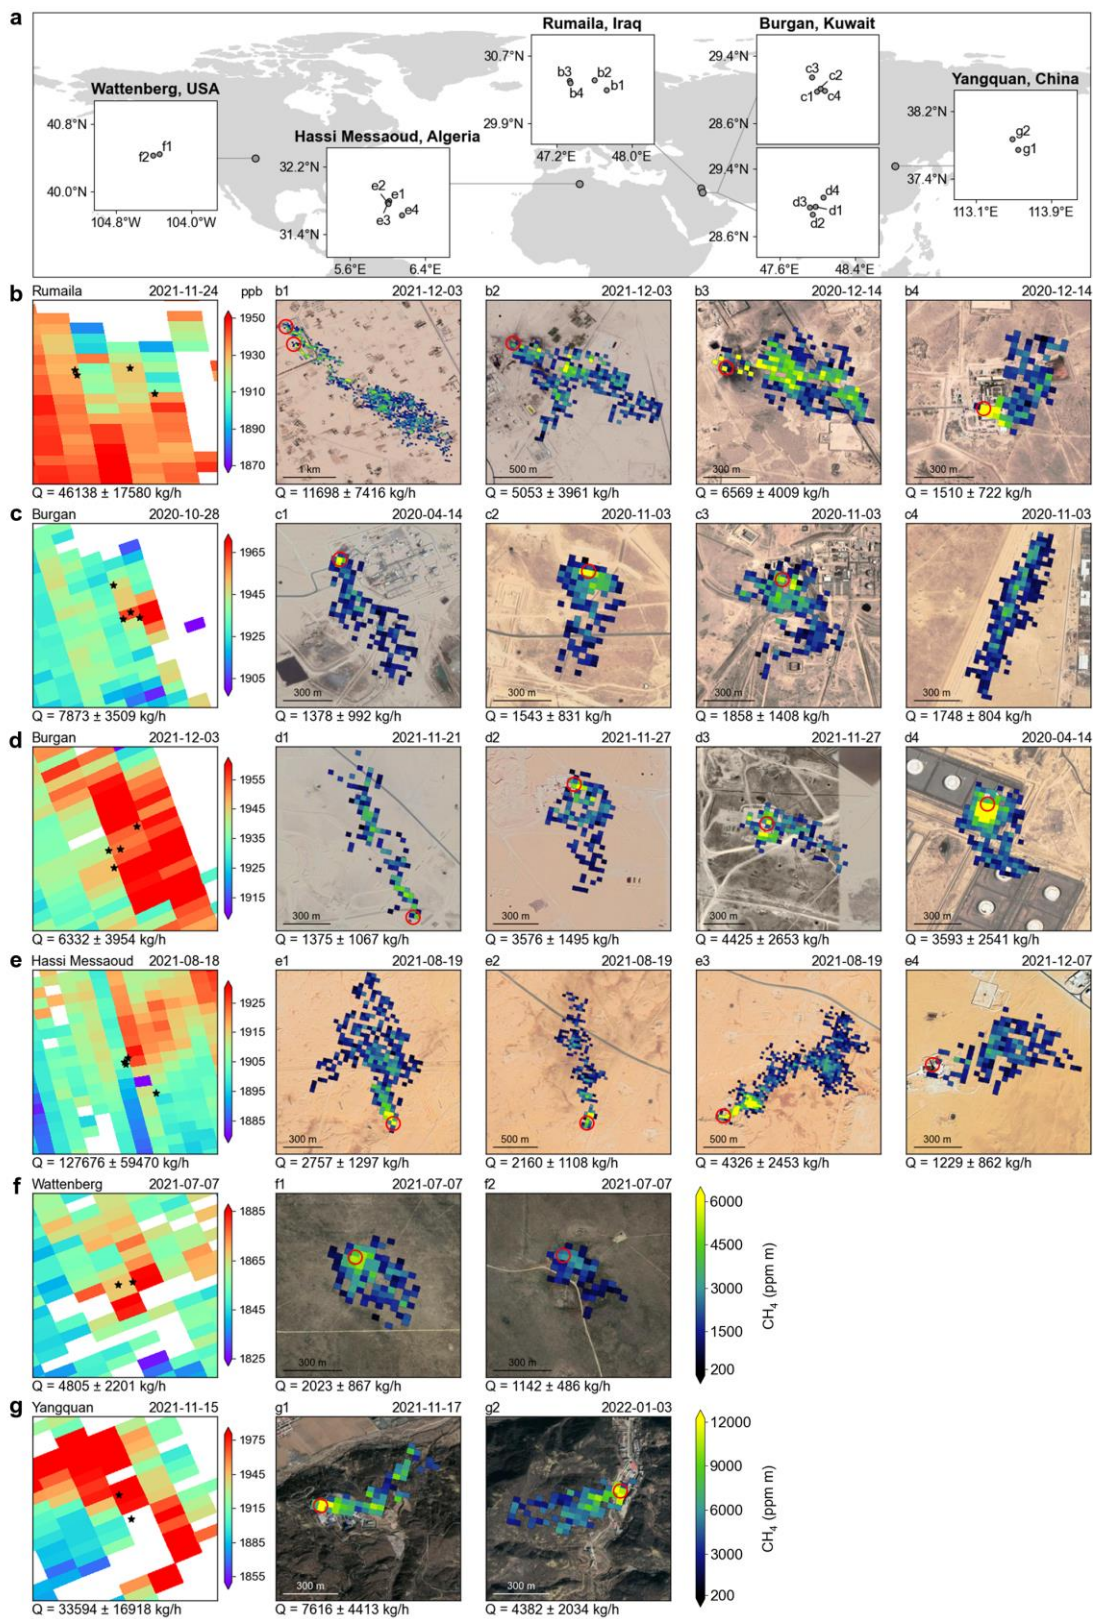 a
Rumaila, Iraq
Burgan, Kuwait
Wattenberg, USA
Hassi Messaoud, Algeria
Yangquan, China
40.8°N
40.0°N
104.8°W 104.0°W
f2 f1
32.2°N
31.4°N
5.6°E 6.4°E
e2 e1
e3 e4
30.7°N
29.9°N
47.2°E 48.0°E
b3 b2
b4 b1
29.4°N
28.6°N
c3 c2
c1 c4
29.4°N
28.6°N
47.6°E 48.4°E
d4
d3 d1
d2
38.2°N
37.4°N
113.1°E 113.9°E
g2
g1
b Rumaila 2021-11-24 ppb b1 2021-12-03 b2 2021-12-03 b3 2020-12-14 b4 2020-12-14
1950
1930
1910
1890
1870
1 km 500 m 300 m 300 m
Q = 46138 ± 17580 kg/h Q = 11698 ± 7416 kg/h Q = 5053 ± 3961 kg/h Q = 6569 ± 4009 kg/h Q = 1510 ± 722 kg/h
c Burgan 2020-10-28 c1 2020-04-14 c2 2020-11-03 c3 2020-11-03 c4 2020-11-03
1965
1945
1925
1905
300 m 300 m 300 m 300 m
Q = 7873 ± 3509 kg/h Q = 1378 ± 992 kg/h Q = 1543 ± 831 kg/h Q = 1858 ± 1408 kg/h Q = 1748 ± 804 kg/h
d Burgan 2021-12-03 d1 2021-11-21 d2 2021-11-27 d3 2021-11-27 d4 2020-04-14
1955
1945
1935
1925
1915
300 m 300 m 300 m 300 m
Q = 6332 ± 3954 kg/h Q = 1375 ± 1067 kg/h Q = 3576 ± 1495 kg/h Q = 4425 ± 2653 kg/h Q = 3593 ± 2541 kg/h
e Hassi Messaoud 2021-08-18 e1 2021-08-19 e2 2021-08-19 e3 2021-08-19 e4 2021-12-07
1925
1915
1905
1895
1885
300 m 500 m 500 m 300 m
Q = 127676 ± 59470 kg/h Q = 2757 ± 1297 kg/h Q = 2160 ± 1108 kg/h Q = 4326 ± 2453 kg/h Q = 1229 ± 862 kg/h
f Wattenberg 2021-07-07 f1 2021-07-07 f2 2021-07-07
1885
1865
1845
1825
300 m 300 m
6000
4500
3000
1500
200
CH₄ (ppm m)
Q = 4805 ± 2201 kg/h Q = 2023 ± 867 kg/h Q = 1142 ± 486 kg/h
g Yangquan 2021-11-15 g1 2021-11-17 g2 2022-01-03
1975
1945
1915
1885
1855
300 m 300 m
12000
9000
6000
3000
200
CH₄ (ppm m)
Q = 33594 ± 16918 kg/h Q = 7616 ± 4413 kg/h Q = 4382 ± 2034 kg/h